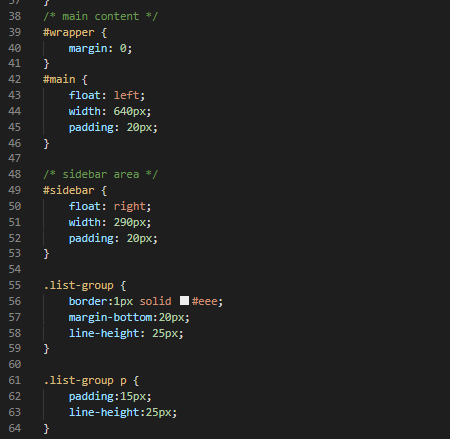 37 }
38 /* main content */
39 #wrapper {
40 margin: 0;
41 }
42 #main {
43 float: left;
44 width: 640px;
45 padding: 20px;
46 }
47
48 /* sidebar area */
49 #sidebar {
50 float: right;
51 width: 290px;
52 padding: 20px;
53 }
54
55 .list-group {
56 border:1px solid #eee;
57 margin-bottom:20px;
58 line-height: 25px;
59 }
60
61 .list-group p {
62 padding:15px;
63 line-height:25px;
64 }